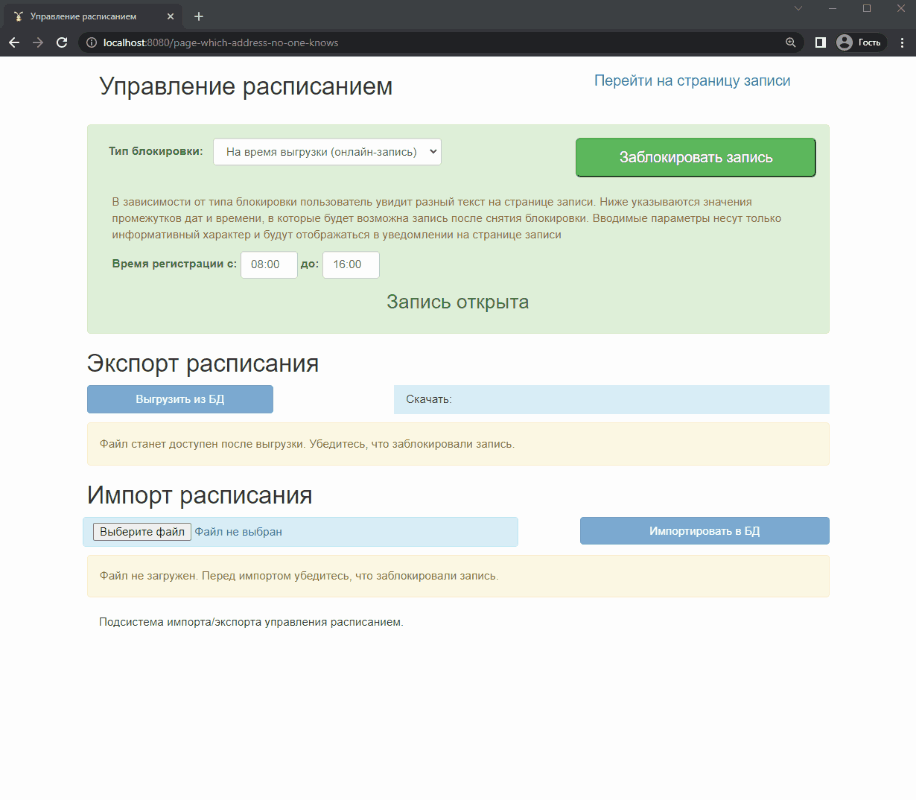 Управление расписанием
localhost:8080/page-which-address-no-one-knows
Гость
Управление расписанием
Перейти на страницу записи
Тип блокировки: На время выгрузки (онлайн-запись)
Заблокировать запись
В зависимости от типа блокировки пользователь увидит разный текст на странице записи. Ниже указываются значения
промежутков дат и времени, в которые будет возможна запись после снятия блокировки. Вводимые параметры несут только
информативный характер и будут отображаться в уведомлении на странице записи
Время регистрации с: 08:00 до: 16:00
Запись открыта
Экспорт расписания
Выгрузить из БД
Скачать:
Файл станет доступен после выгрузки. Убедитесь, что заблокировали запись.
Импорт расписания
Выберите файл Файл не выбран
Импортировать в БД
Файл не загружен. Перед импортом убедитесь, что заблокировали запись.
Подсистема импорта/экспорта управления расписанием.